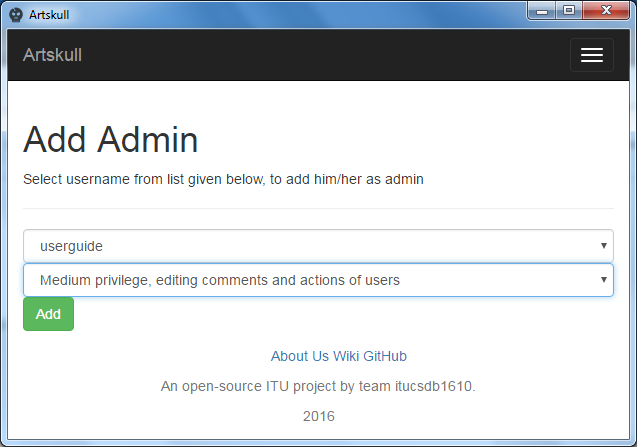 Artskull
Artskull
Add Admin
Select username from list given below, to add him/her as admin
userguide
Medium privilege, editing comments and actions of users
Add
About Us Wiki GitHub
An open-source ITU project by team itucsdb1610.
2016